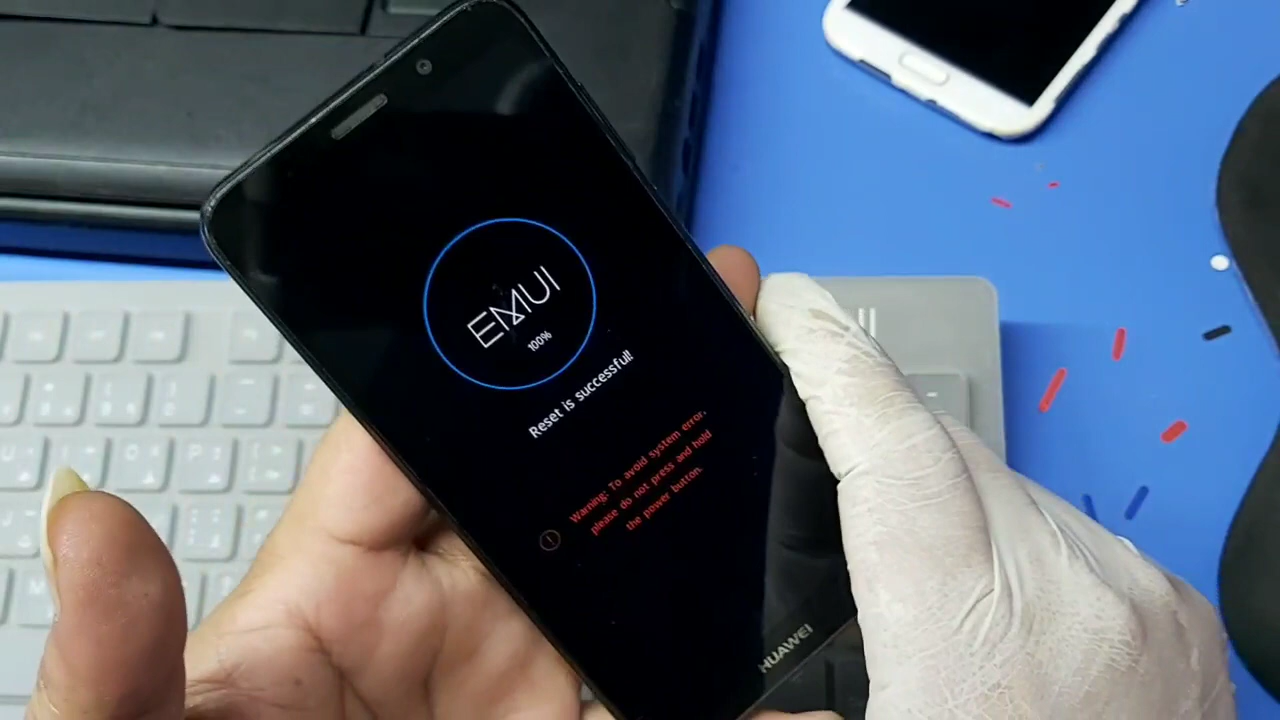 EMUI
100%
Reset is successful!
Warning: To avoid system error,
please do not press and hold
the power button.
HUAWEI